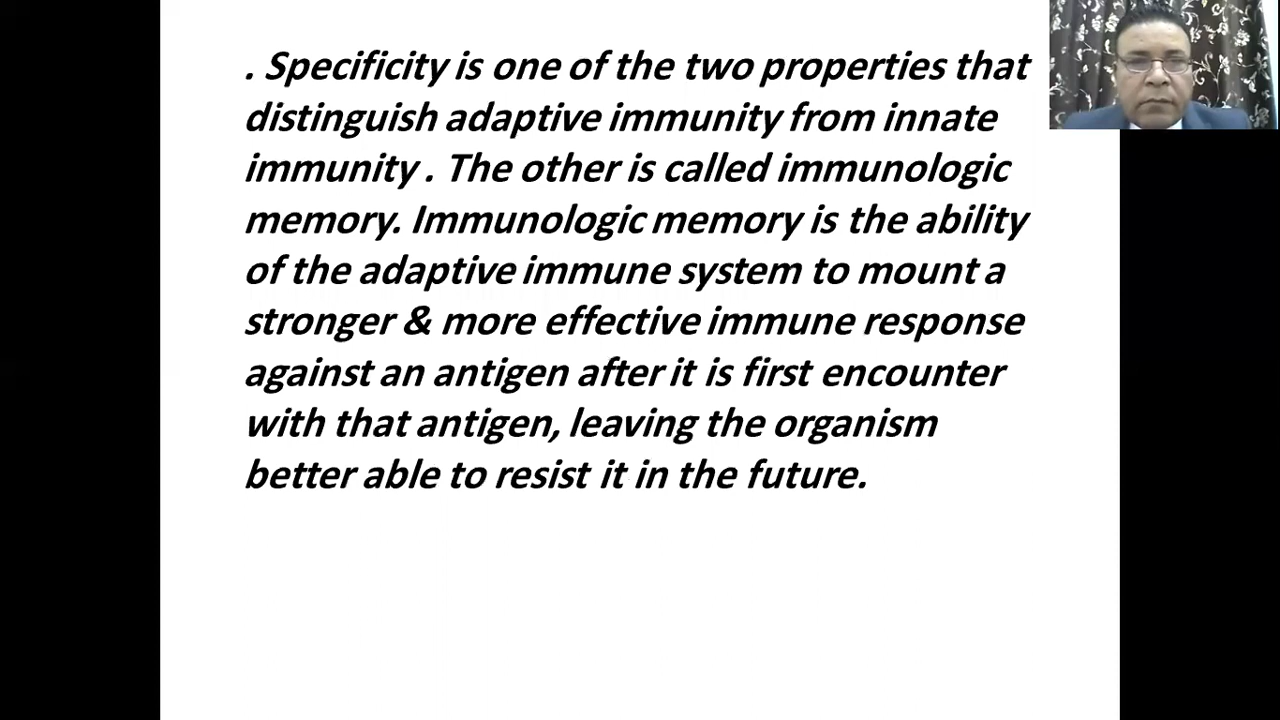 . Specificity is one of the two properties that
distinguish adaptive immunity from innate
immunity . The other is called immunologic
memory. Immunologic memory is the ability
of the adaptive immune system to mount a
stronger & more effective immune response
against an antigen after it is first encounter
with that antigen, leaving the organism
better able to resist it in the future.